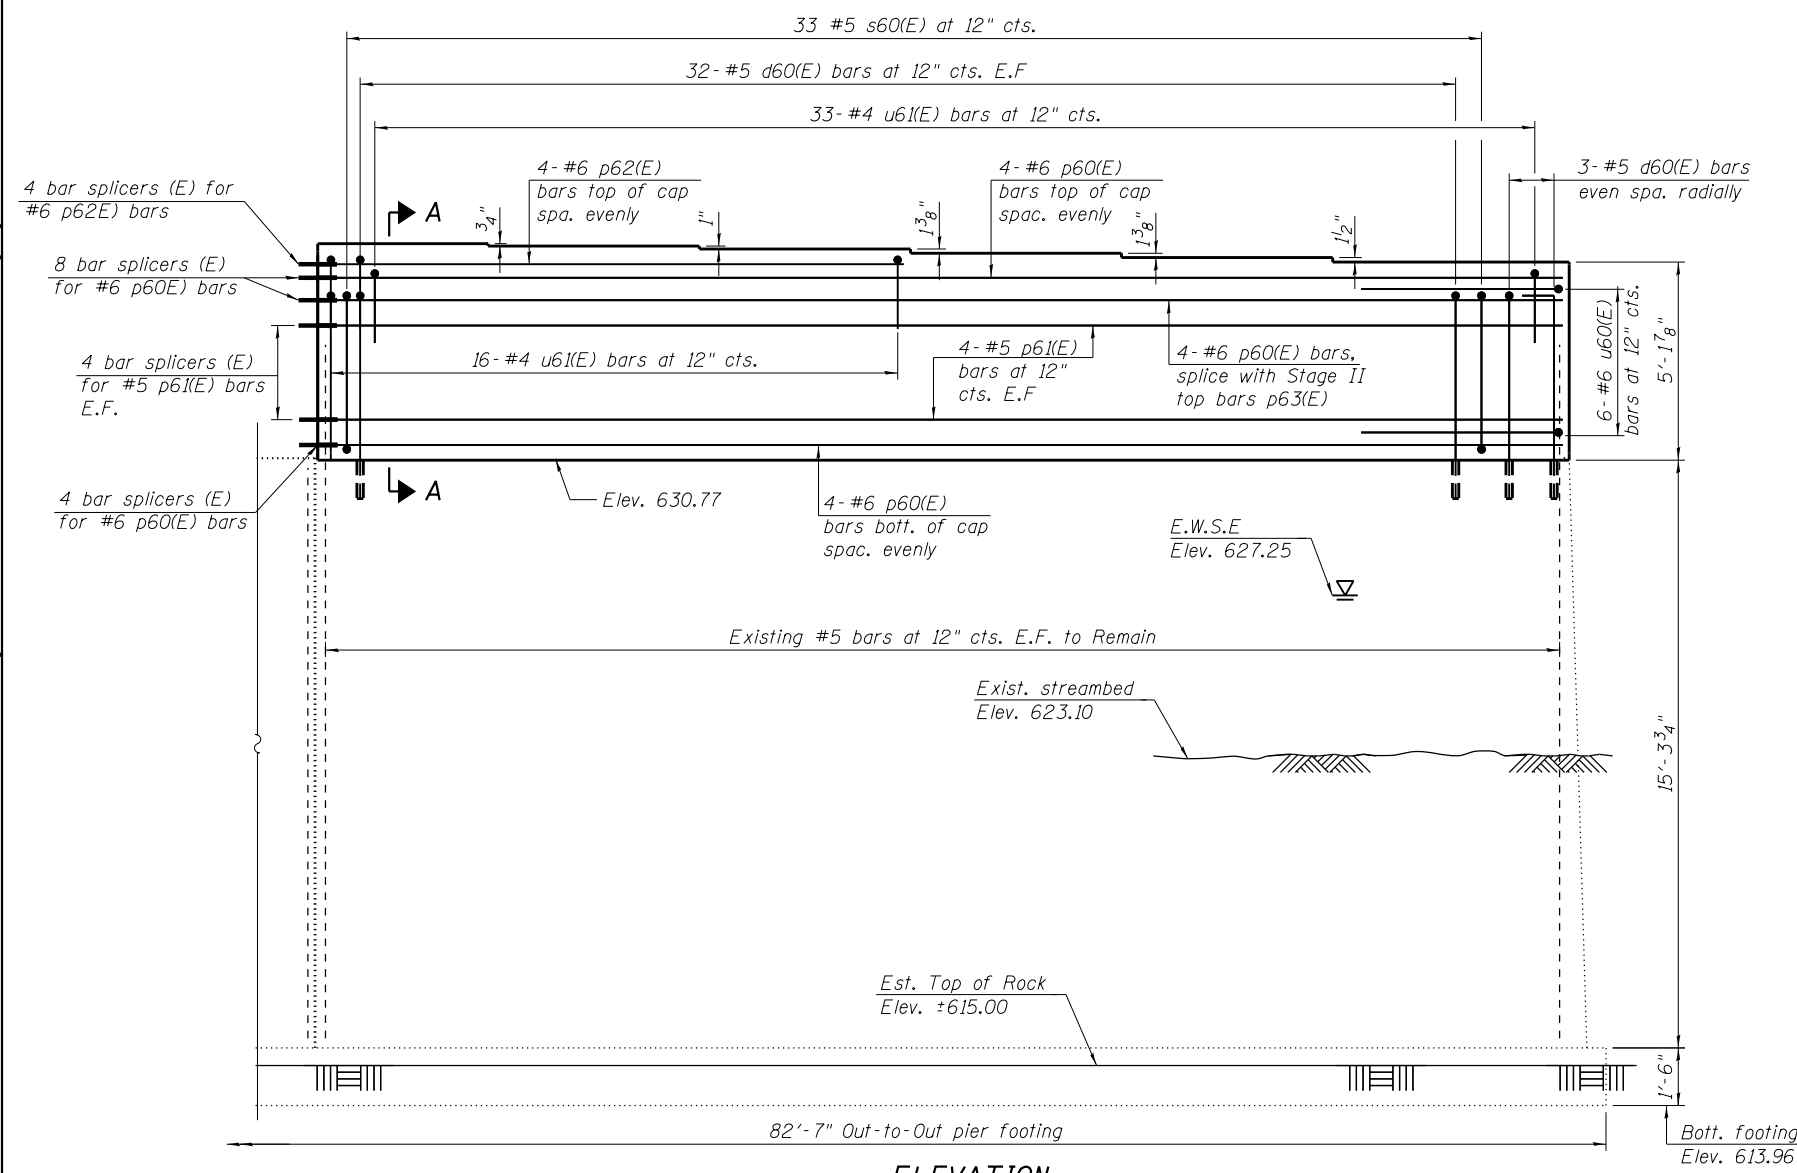 33 #5 s60(E) at 12" cts.
32-#5 d60(E) bars at 12" cts. E.F
33-#4 u61(E) bars at 12" cts.
4 bar splicers (E) for
#6 p62E) bars
A
4-#6 p62(E)
bars top of cap
spa. evenly
4-#6 p60(E)
bars top of cap
spac. evenly
3-#5 d60(E) bars
even spa. radially
3/4"
1"
1 3/8"
1 3/8"
1 1/2"
8 bar splicers (E)
for #6 p60E) bars
4 bar splicers (E)
for #5 p61(E) bars
E.F.
16-#4 u61(E) bars at 12" cts.
4-#5 p61(E)
bars at 12"
cts. E.F
4-#6 p60(E) bars,
splice with Stage II
top bars p63(E)
6-#6 u60(E)
bars at 12" cts.
5'-1 7/8"
4 bar splicers (E)
for #6 p60(E) bars
A
Elev. 630.77
4-#6 p60(E)
bars bott. of cap
spac. evenly
E.W.S.E
Elev. 627.25
Existing #5 bars at 12" cts. E.F. to Remain
Exist. streambed
Elev. 623.10
15'-3 3/4"
Est. Top of Rock
Elev. ±615.00
1'-6"
82'-7" Out-to-Out pier footing
Bott. footing
Elev. 613.96
ELEVATION